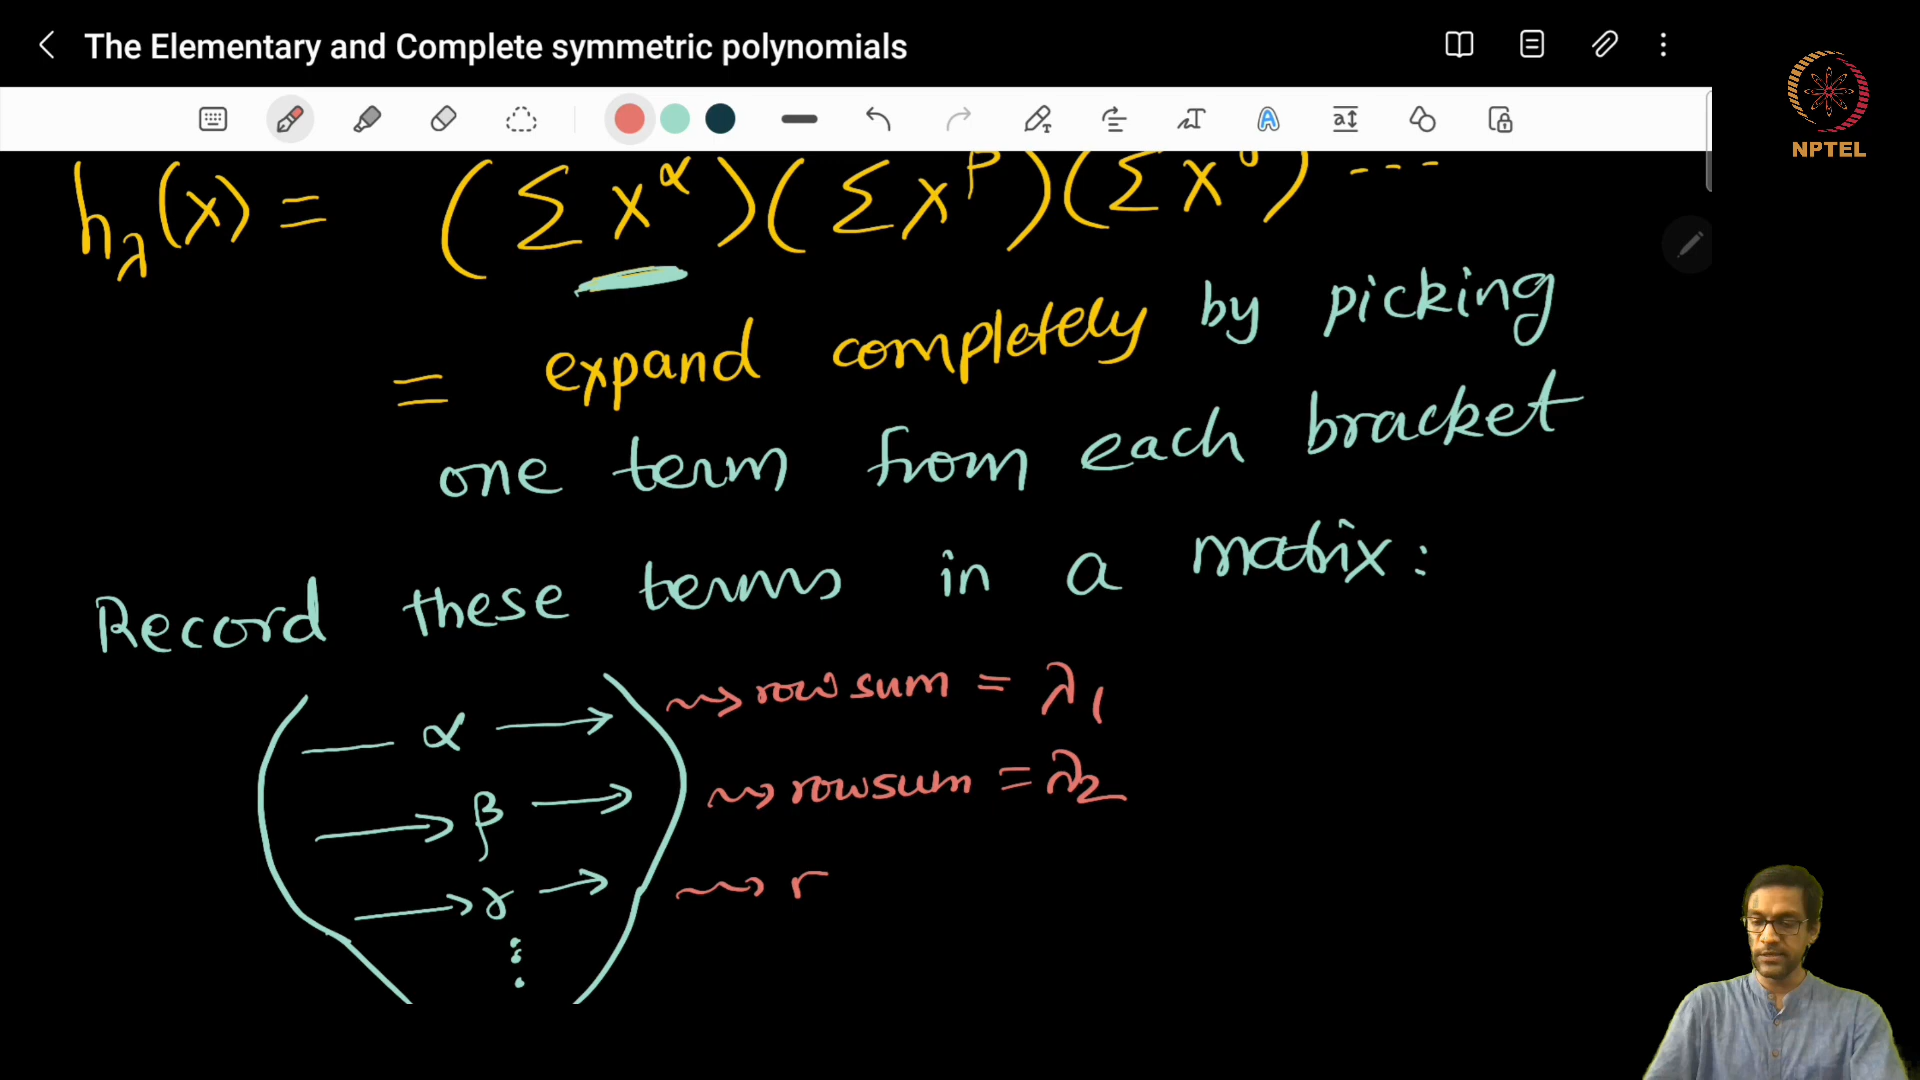 The Elementary and Complete symmetric polynomials
NPTEL
h_λ(x) = (Σ x^α)(Σ x^β)(Σ x^γ) ---
= expand completely by picking
one term from each bracket
Record these terms in a matrix:
— α → ⇝ row sum = λ1
→ β → ⇝ rowsum = λ2
→ γ → ⇝ r
⋮